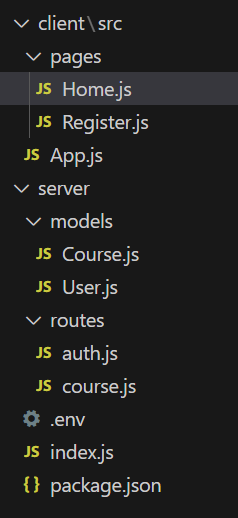 client\src
pages
JS Home.js
JS Register.js
JS App.js
server
models
JS Course.js
JS User.js
routes
JS auth.js
JS course.js
.env
JS index.js
{} package.json